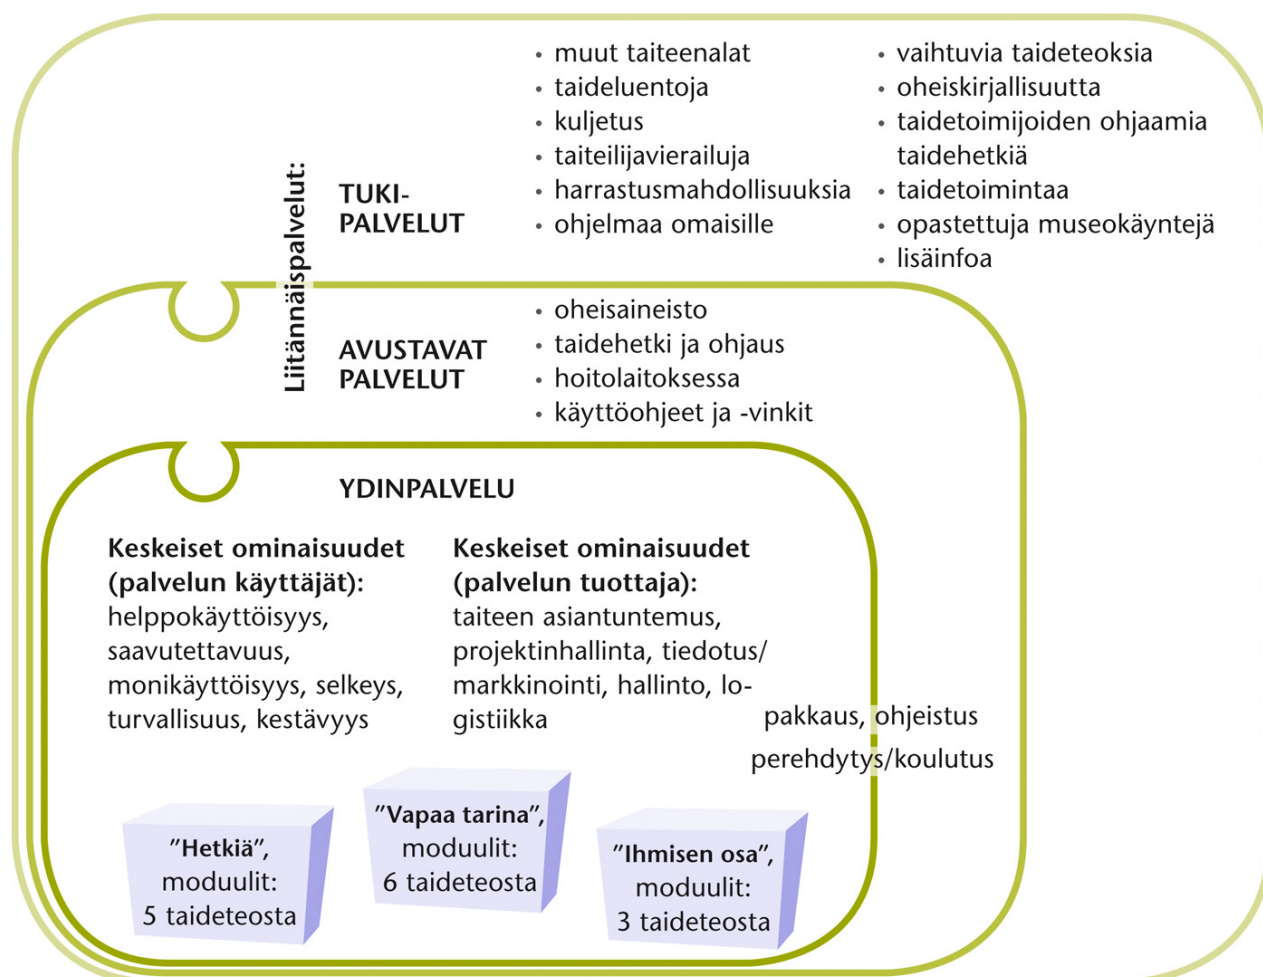 Liitännäispalvelut:
TUKI-
PALVELUT
• muut taiteenalat
• taideluentoja
• kuljetus
• taiteilijavierailuja
• harrastusmahdollisuuksia
• ohjelmaa omaisille
• vaihtuvia taideteoksia
• oheiskirjallisuutta
• taidetoimijoiden ohjaamia
taidehetkiä
• taidetoimintaa
• opastettuja museokäyntejä
• lisäinfoa
AVUSTAVAT
PALVELUT
• oheisaineisto
• taidehetki ja ohjaus
• hoitolaitoksessa
• käyttöohjeet ja -vinkit
YDINPALVELU
Keskeiset ominaisuudet
(palvelun käyttäjät):
helppokäyttöisyys,
saavutettavuus,
monikäyttöisyys, selkeys,
turvallisuus, kestävyys
Keskeiset ominaisuudet
(palvelun tuottaja):
taiteen asiantuntemus,
projektinhallinta, tiedotus/
markkinointi, hallinto, lo-
gistiikka
pakkaus, ohjeistus
perehdytys/koulutus
”Hetkiä”,
moduulit:
5 taideteosta
”Vapaa tarina”,
moduulit:
6 taideteosta
”Ihmisen osa”,
moduulit:
3 taideteosta